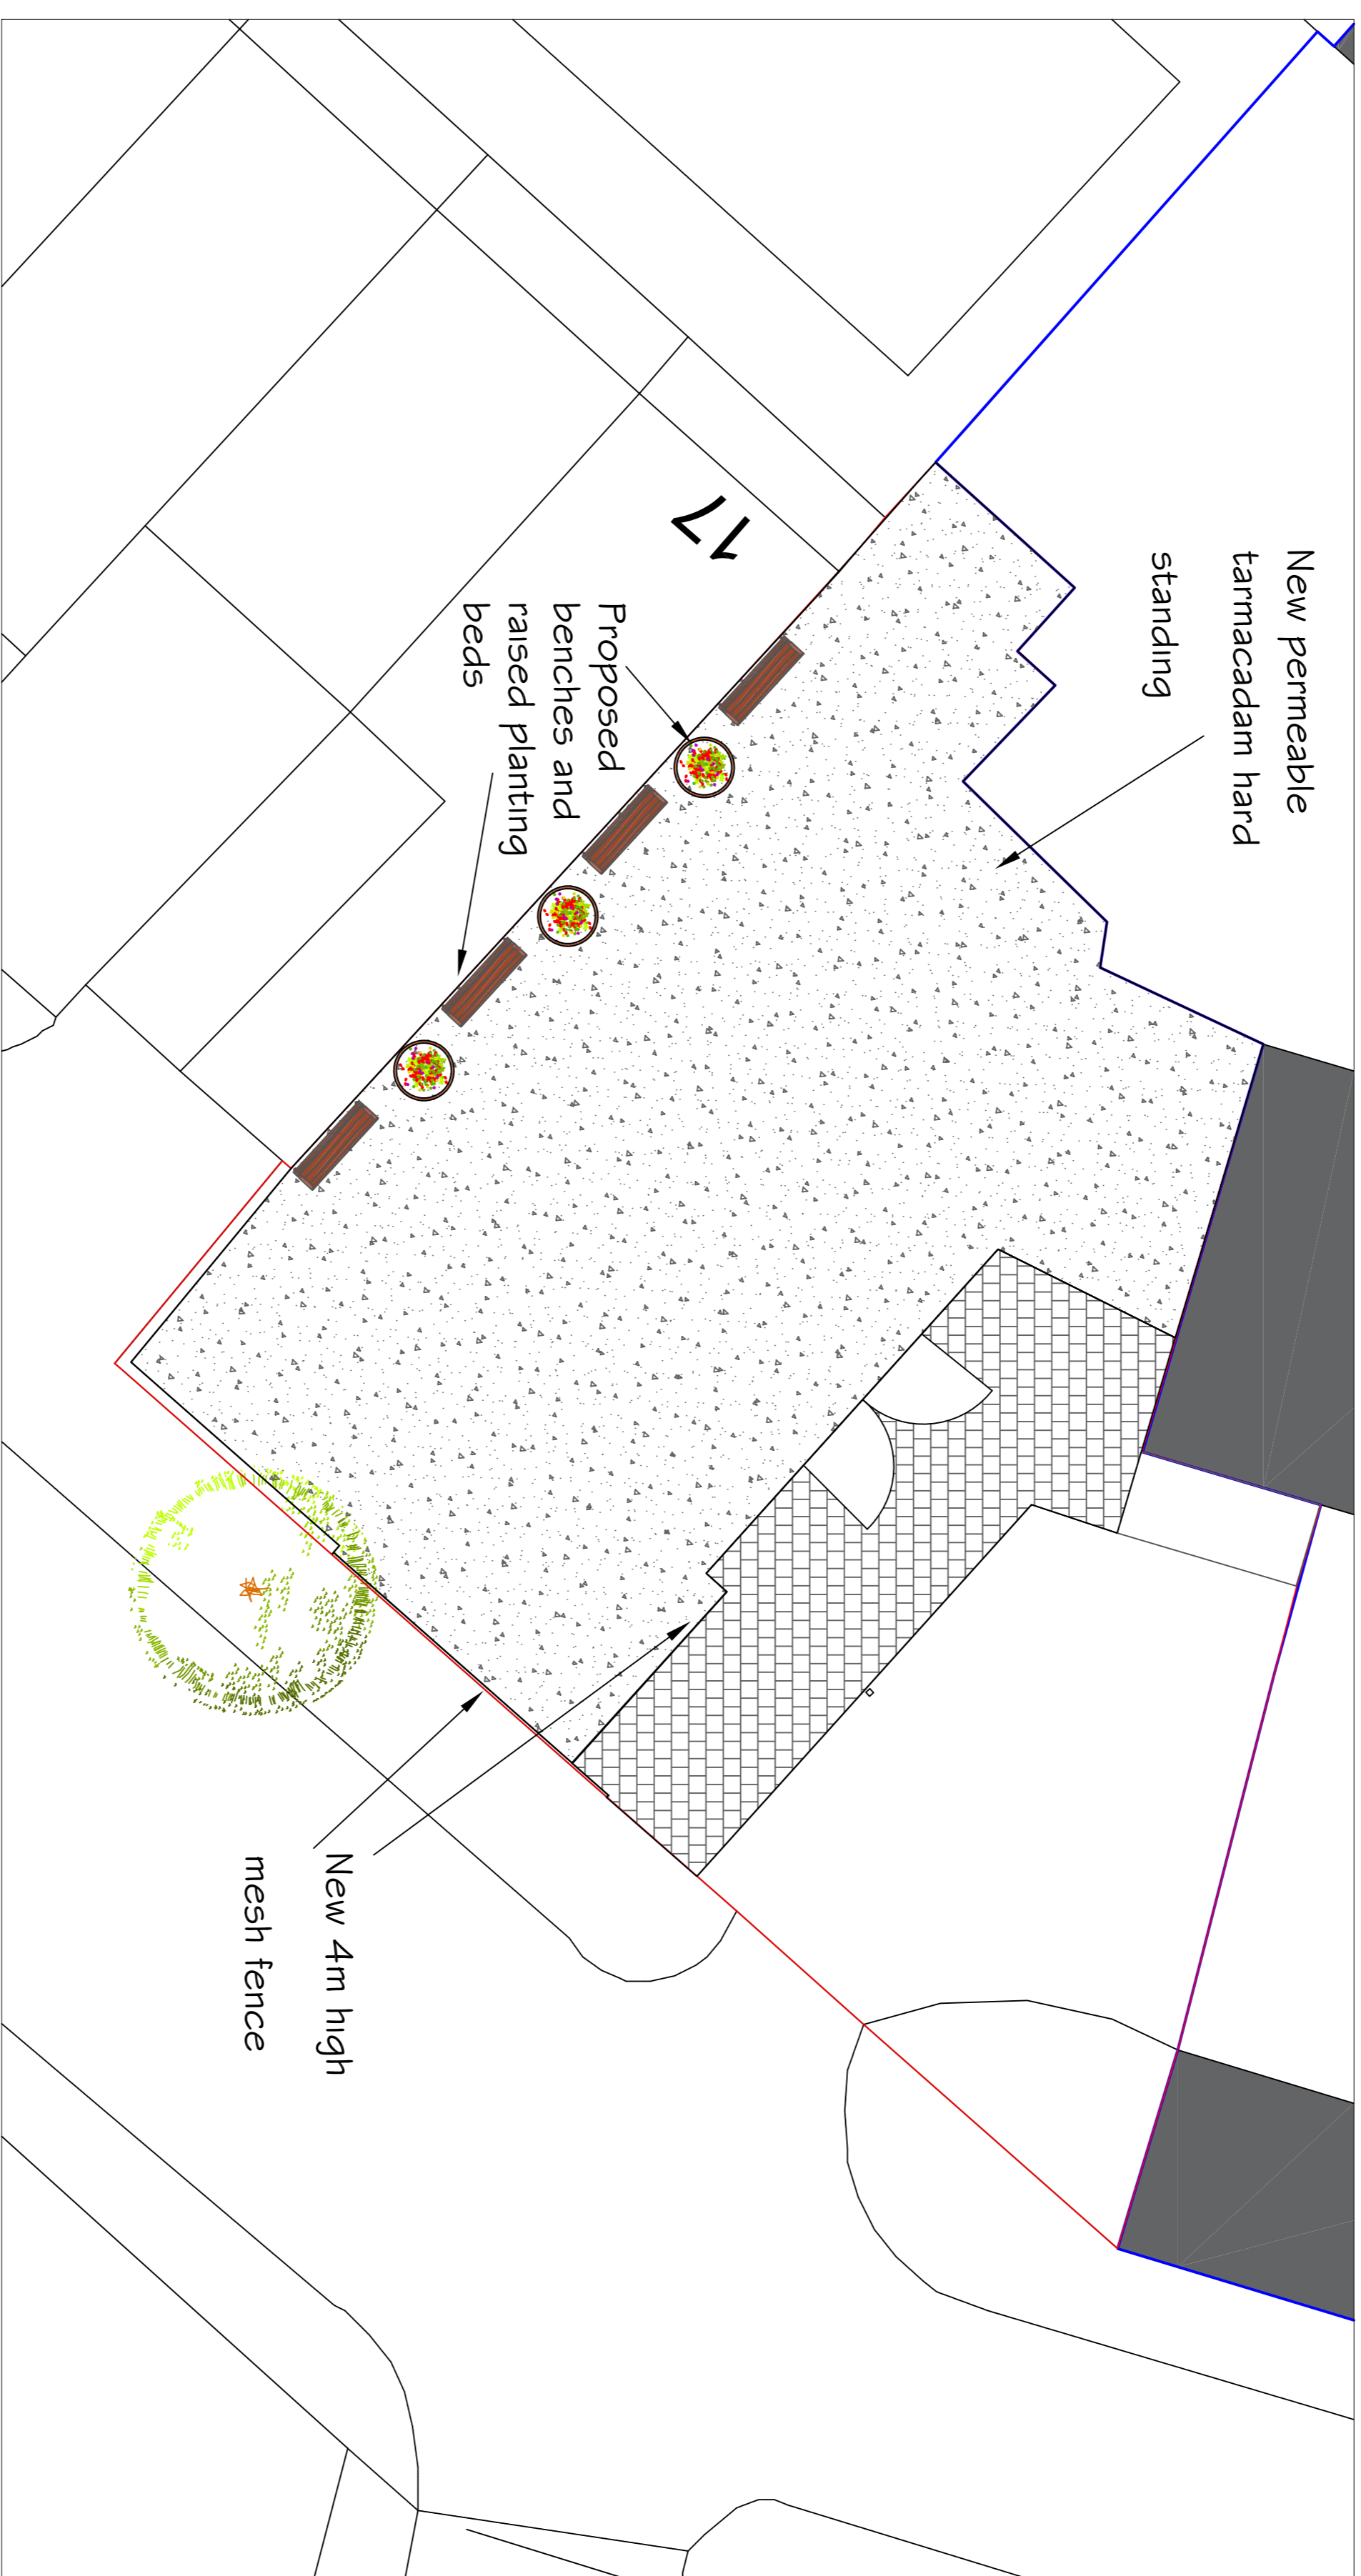 New permeable
tarmacadam hard
standing
17
Proposed
benches and
raised planting
beds
New 4m high
mesh fence